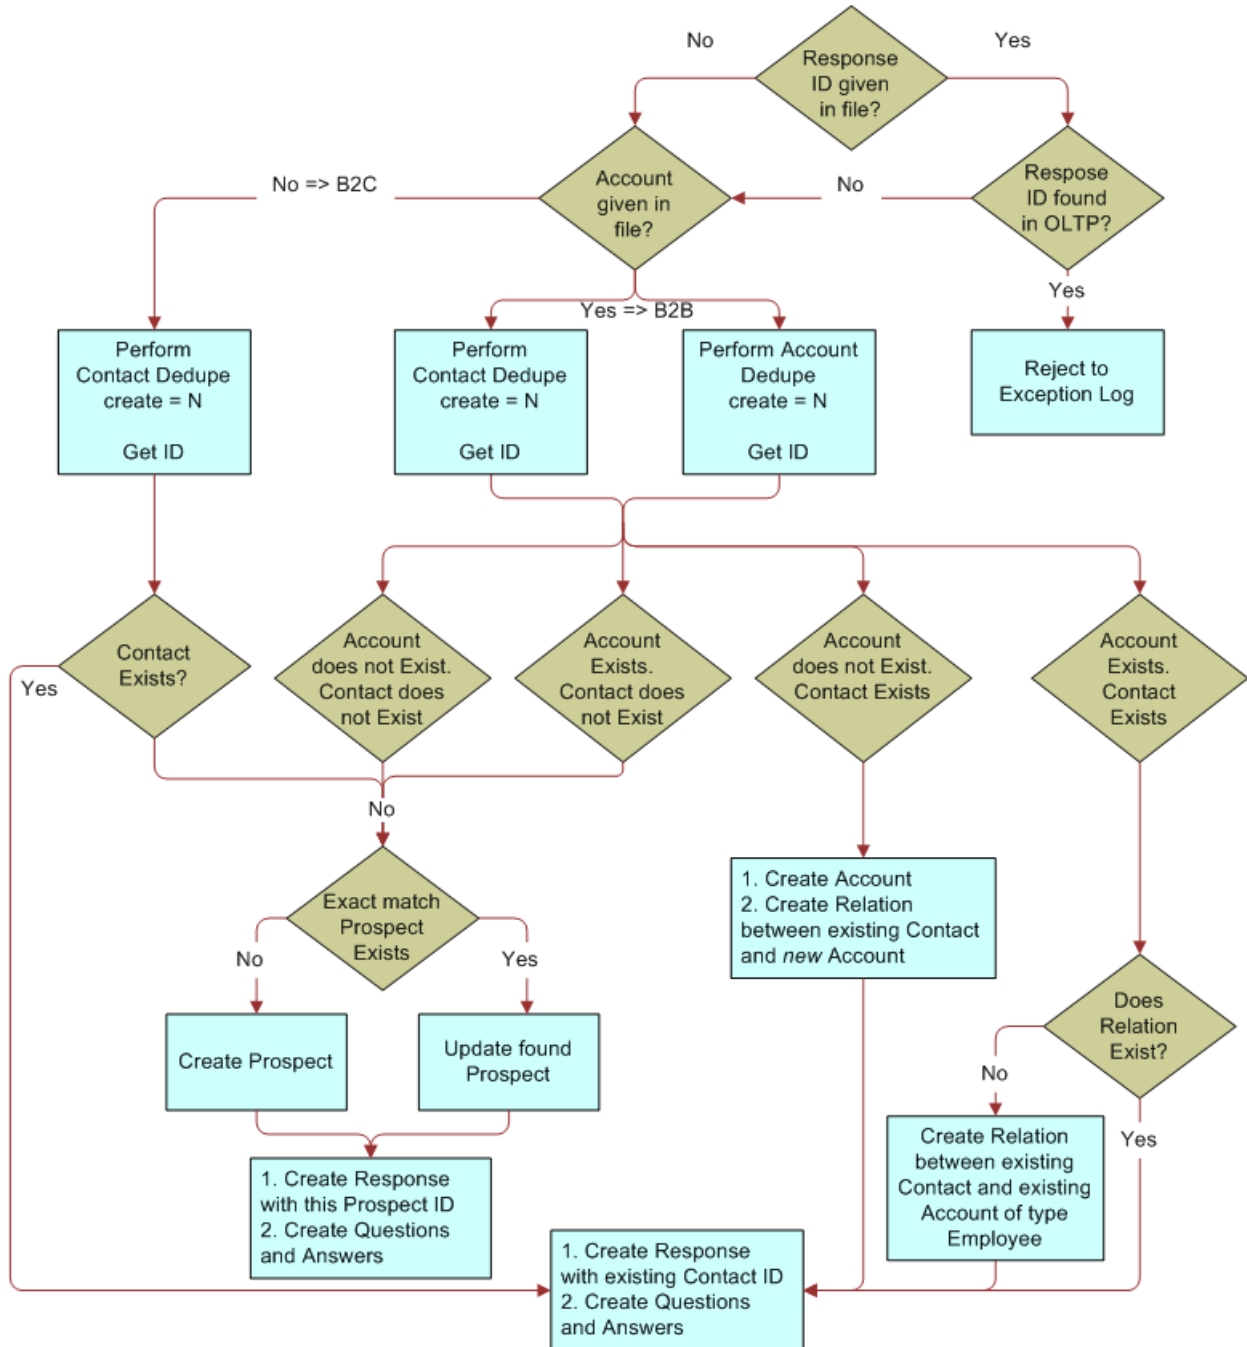 No
Yes
Response
ID given
in file?
No => B2C
Account
given in
file?
No
Respose
ID found
in OLTP?
Yes => B2B
Yes
Perform
Contact Dedupe
create = N
Get ID
Perform
Contact Dedupe
create = N
Get ID
Perform Account
Dedupe
create = N
Get ID
Reject to
Exception Log
Contact
Exists?
Yes
Account
does not Exist.
Contact does
not Exist
Account
Exists.
Contact does
not Exist
Account
does not Exist.
Contact Exists
Account
Exists.
Contact
Exists
No
Exact match
Prospect
Exists
No
Yes
1. Create Account
2. Create Relation
between existing Contact
and new Account
Does
Relation
Exist?
Create Prospect
Update found
Prospect
No
Yes
Create Relation
between existing
Contact and existing
Account of type
Employee
1. Create Response
with this Prospect ID
2. Create Questions
and Answers
1. Create Response
with existing Contact ID
2. Create Questions
and Answers